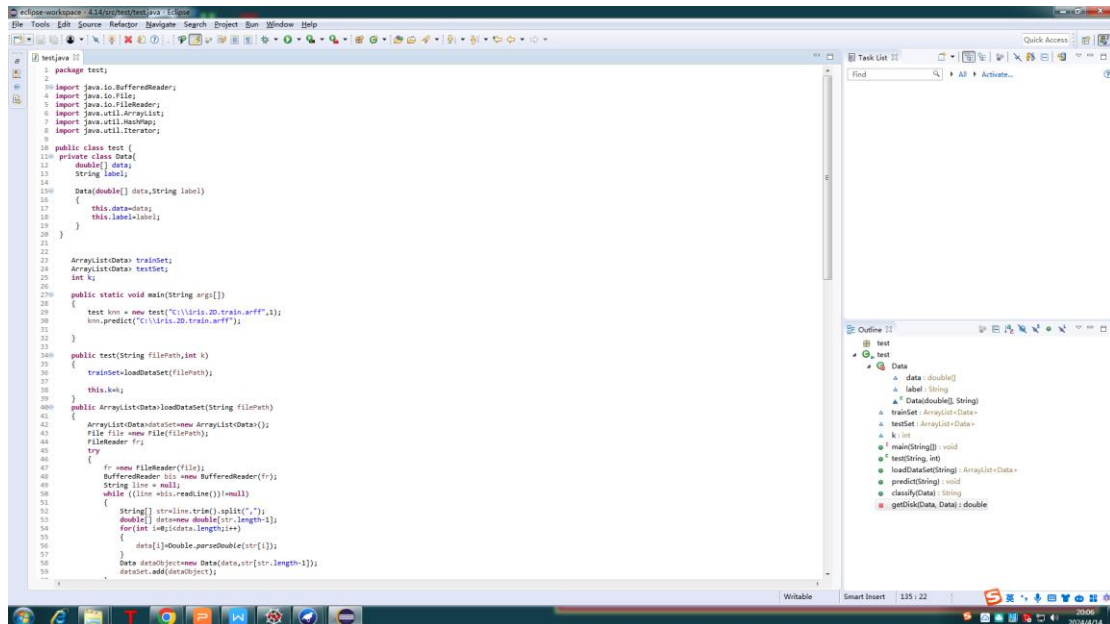 eclipse-workspace - 4.14/src/test/test.java - Eclipse
File Tools Edit Source Refactor Navigate Search Project Run Window Help
Quick Access
test.java
1 package test;
2
3 import java.io.BufferedReader;
4 import java.io.File;
5 import java.io.FileReader;
6 import java.util.ArrayList;
7 import java.util.HashMap;
8 import java.util.Iterator;
9
10 public class test {
11 private class Data{
12 double[] data;
13 String label;
14
15 Data(double[] data,String label)
16 {
17 this.data=data;
18 this.label=label;
19 }
20 }
21
22
23 ArrayList<Data> trainSet;
24 ArrayList<Data> testSet;
25 int k;
26
27 public static void main(String args[])
28 {
29 test knn = new test("C:\\iris.2D.train.arff",1);
30 knn.predict("C:\\iris.2D.train.arff");
31
32 }
33
34 public test(String filePath,int k)
35 {
36 trainSet=loadDataSet(filePath);
37
38 this.k=k;
39 }
40 public ArrayList<Data>loadDataSet(String filePath)
41 {
42 ArrayList<Data>dataSet=new ArrayList<Data>();
43 File file =new File(filePath);
44 FileReader fr;
45 try
46 {
47 fr =new FileReader(file);
48 BufferedReader bis =new BufferedReader(fr);
49 String line = null;
50 while ((line =bis.readLine())!=null)
51 {
52 String[] str=line.trim().split(",");
53 double[] data=new double[str.length-1];
54 for(int i=0;i<data.length;i++)
55 {
56 data[i]=Double.parseDouble(str[i]);
57 }
58 Data dataObject=new Data(data,str[str.length-1]);
59 dataSet.add(dataObject);
Task List
Find All Activate...
Outline
test
test
Data
data : double[]
label : String
Data(double[], String)
trainSet : ArrayList<Data>
testSet : ArrayList<Data>
k : int
main(String[]) : void
test(String, int)
loadDataSet(String) : ArrayList<Data>
predict(String) : void
classify(Data) : String
getDisk(Data, Data) : double
Writable Smart Insert 135 : 22
英
20:06
2024/4/14